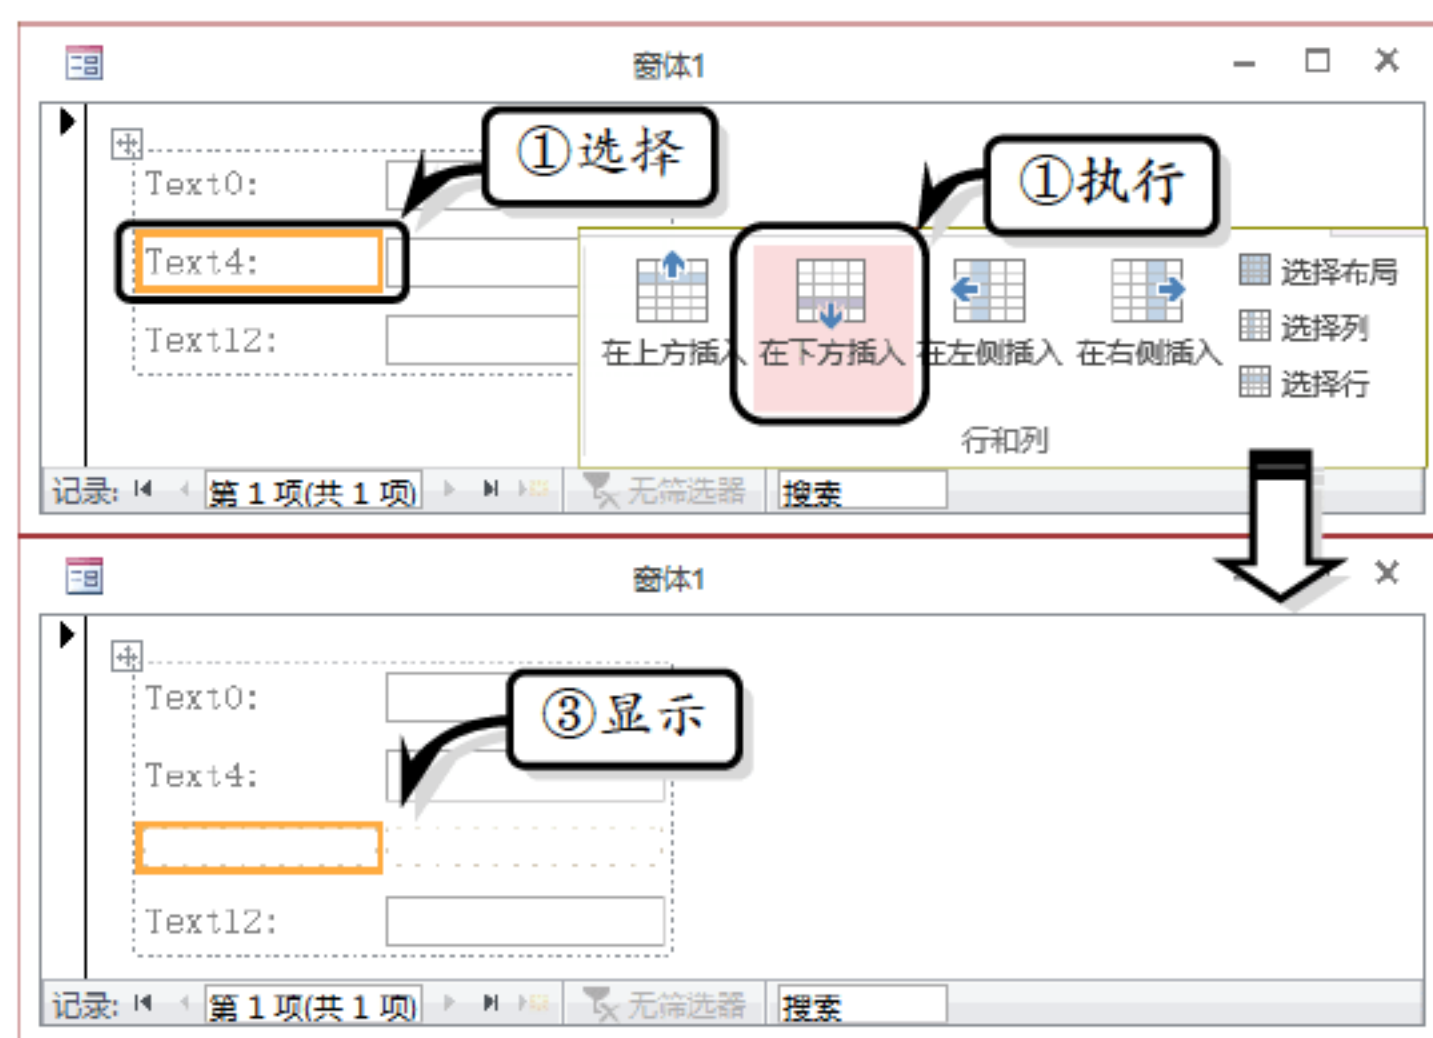 窗体1
①选择
Text0:
①执行
Text4:
选择布局
选择列
Text12:
在上方插入 在下方插入 在左侧插入 在右侧插入
选择行
行和列
记录: 第 1 项(共 1 项) 无筛选器 搜索
窗体1
Text0:
③显示
Text4:
Text12:
记录: 第 1 项(共 1 项) 无筛选器 搜索